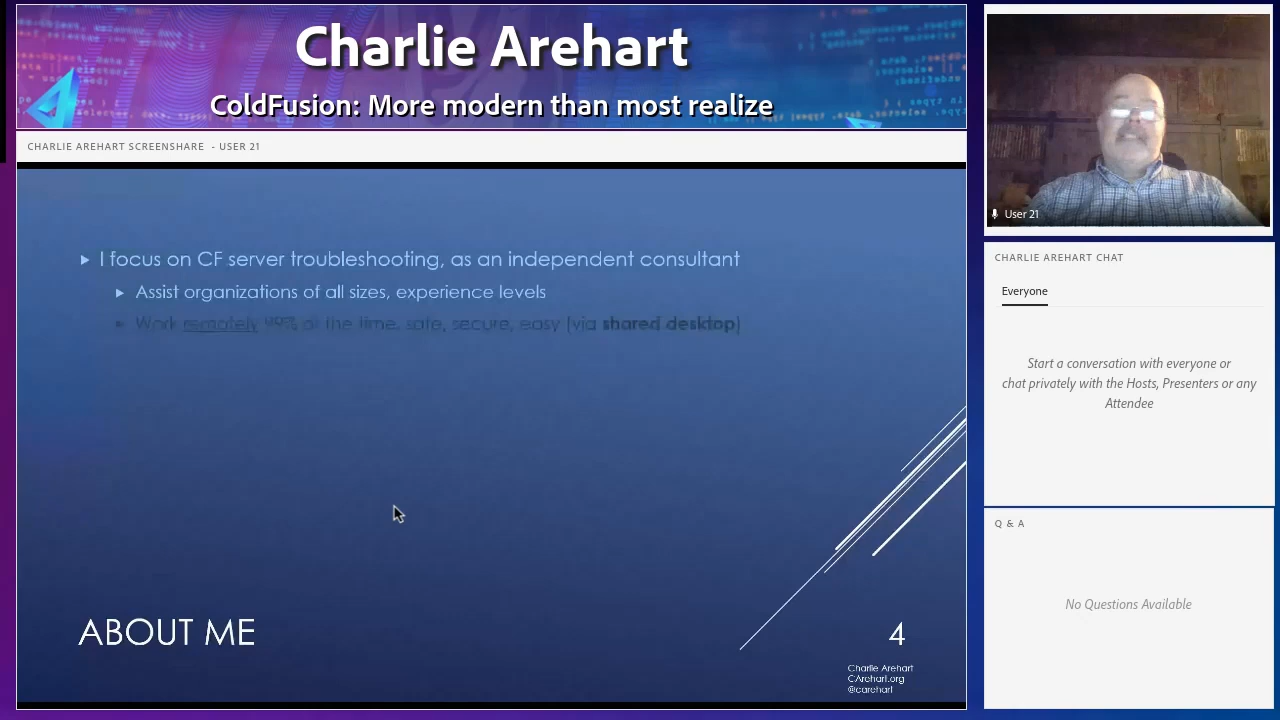 Charlie Arehart
ColdFusion: More modern than most realize
CHARLIE AREHART SCREENSHARE - USER 21
I focus on CF server troubleshooting, as an independent consultant
Assist organizations of all sizes, experience levels
Work remotely 99% of the time, safe, secure, easy (via shared desktop)
ABOUT ME
4
Charlie Arehart
CArehart.org
@carehart
User 21
CHARLIE AREHART CHAT
Everyone
Start a conversation with everyone or
chat privately with the Hosts, Presenters or any
Attendee
Q & A
No Questions Available